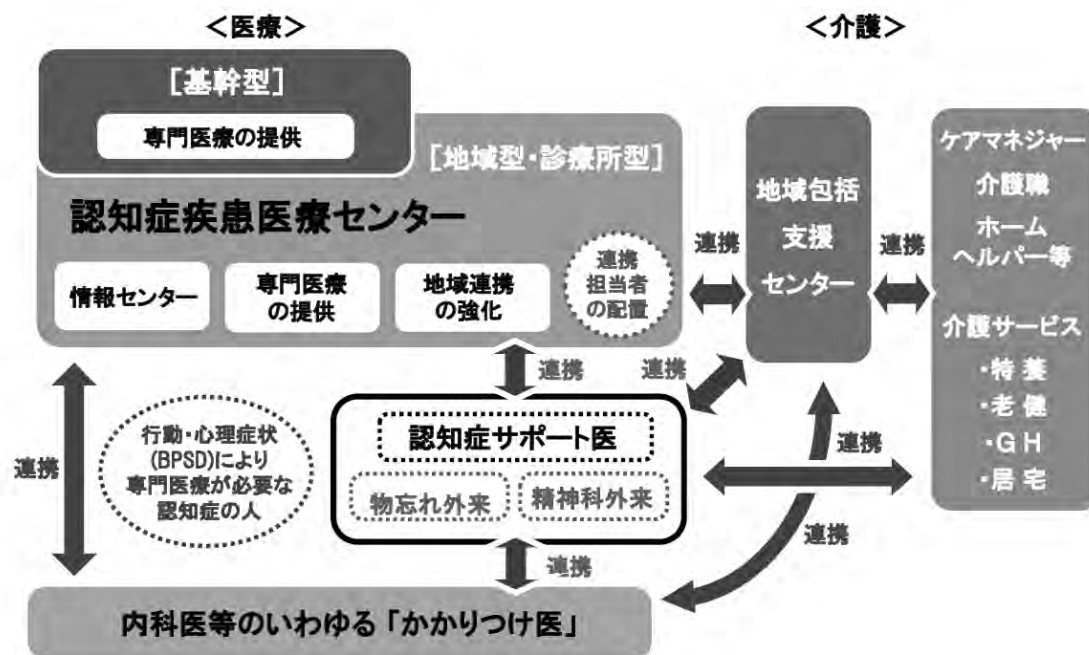 ＜医療＞
＜介護＞
［基幹型］
専門医療の提供
［地域型・診療所型］
認知症疾患医療センター
情報センター
専門医療
の提供
地域連携
の強化
連携
担当者
の配置
連携
地域包括
支援
センター
連携
ケアマネジャー
介護職
ホーム
ヘルパー等
介護サービス
・特 養
・老 健
・G H
・居 宅
連携
行動・心理症状
(BPSD)により
専門医療が必要な
認知症の人
連携
連携
認知症サポート医
物忘れ外来
精神科外来
連携
連携
連携
内科医等のいわゆる「かかりつけ医」